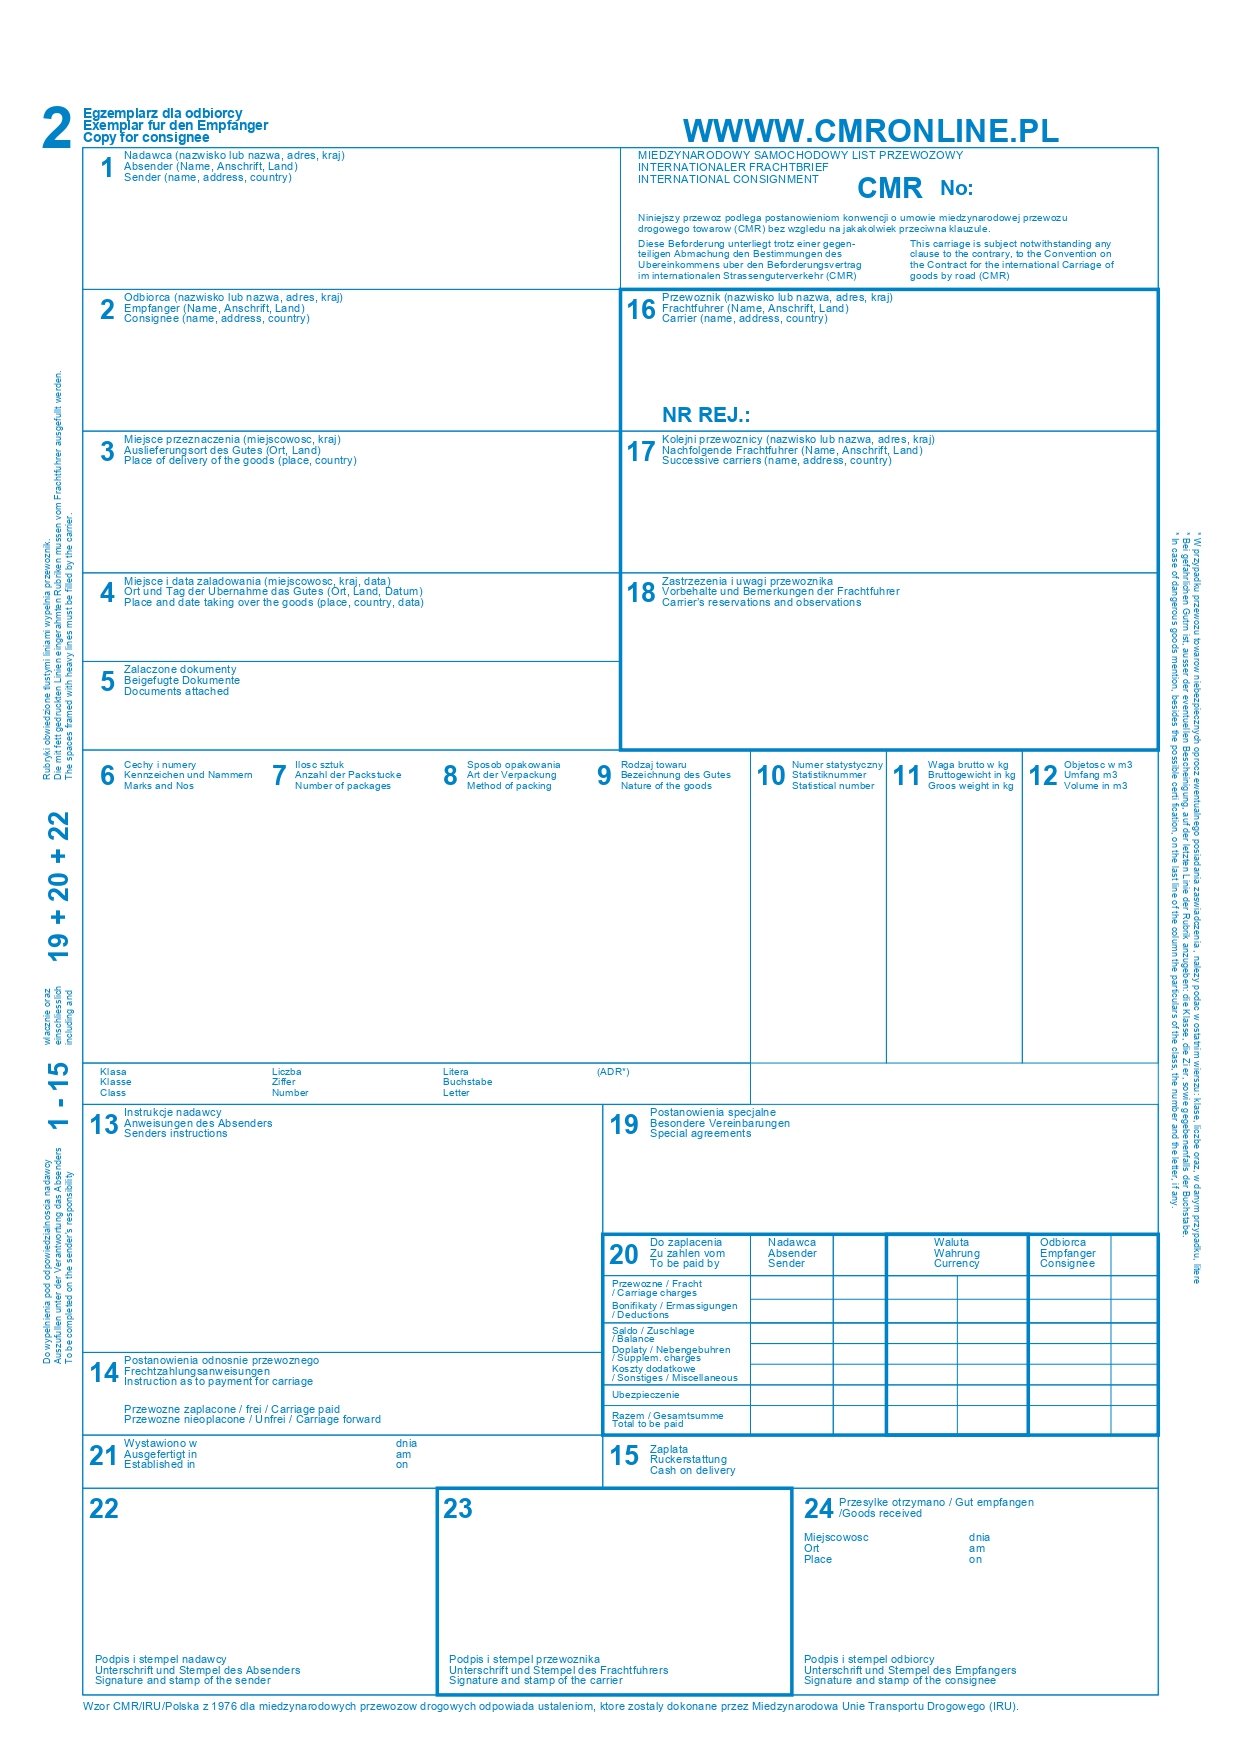 2
Egzemplarz dla odbiorcy
Exemplar fur den Empfanger
Copy for consignee
WWWW.CMRONLINE.PL
1
Nadawca (nazwisko lub nazwa, adres, kraj)
Absender (Name, Anschrift, Land)
Sender (name, address, country)
MIEDZYNARODOWY SAMOCHODOWY LIST PRZEWOZOWY
INTERNATIONALER FRACHTBRIEF
INTERNATIONAL CONSIGNMENT
CMR No:
Niniejszy przewoz podlega postanowieniom konwencji o umowie miedzynarodowej przewozu
drogowego towarow (CMR) bez wzgledu na jakakolwiek przeciwna klauzule.
Diese Beforderung unterliegt trotz einer gegen-
teiligen Abmachung den Bestimmungen des
Ubereinkommens uber den Beforderungsvertrag
im internationalen Strassenguterverkehr (CMR)
This carriage is subject notwithstanding any
clause to the contrary, to the Convention on
the Contract for the international Carriage of
goods by road (CMR)
2
Odbiorca (nazwisko lub nazwa, adres, kraj)
Empfanger (Name, Anschrift, Land)
Consignee (name, address, country)
16
Przewoznik (nazwisko lub nazwa, adres, kraj)
Frachtfuhrer (Name, Anschrift, Land)
Carrier (name, address, country)
NR REJ.:
3
Miejsce przeznaczenia (miejscowosc, kraj)
Auslieferungsort des Gutes (Ort, Land)
Place of delivery of the goods (place, country)
17
Kolejni przewoznicy (nazwisko lub nazwa, adres, kraj)
Nachfolgende Frachtfuhrer (Name, Anschrift, Land)
Successive carriers (name, address, country)
4
Miejsce i data zaladowania (miejscowosc, kraj, data)
Ort und Tag der Ubernahme das Gutes (Ort, Land, Datum)
Place and date taking over the goods (place, country, data)
18
Zastrzezenia i uwagi przewoznika
Vorbehalte und Bemerkungen der Frachtfuhrer
Carrier's reservations and observations
5
Zalaczone dokumenty
Beigefugte Dokumente
Documents attached
6
Cechy i numery
Kennzeichen und Nammern
Marks and Nos
7
Ilosc sztuk
Anzahl der Packstucke
Number of packages
8
Sposob opakowania
Art der Verpackung
Method of packing
9
Rodzaj towaru
Bezeichnung des Gutes
Nature of the goods
10
Numer statystyczny
Statistiknummer
Statistical number
11
Waga brutto w kg
Bruttogewicht in kg
Groos weight in kg
12
Objetosc w m3
Umfang m3
Volume in m3
Klasa
Klasse
Class
Liczba
Ziffer
Number
Litera
Buchstabe
Letter
(ADR*)
13
Instrukcje nadawcy
Anweisungen des Absenders
Senders instructions
19
Postanowienia specjalne
Besondere Vereinbarungen
Special agreements
20
Do zaplacenia
Zu zahlen vom
To be paid by
Nadawca
Absender
Sender
Waluta
Wahrung
Currency
Odbiorca
Empfanger
Consignee
Przewozne / Fracht
/ Carriage charges
Bonifikaty / Ermassigungen
/ Deductions
Saldo / Zuschlage
/ Balance
Doplaty / Nebengebuhren
/ Supplem. charges
Koszty dodatkowe
/ Sonstiges / Miscellaneous
Ubezpieczenie
Razem / Gesamtsumme
Total to be paid
14
Postanowienia odnosnie przewoznego
Frechtzahlungsanweisungen
Instruction as to payment for carriage
Przewozne zaplacone / frei / Carriage paid
Przewozne nieoplacone / Unfrei / Carriage forward
21
Wystawiono w
Ausgefertigt in
Established in
dnia
am
on
15
Zaplata
Ruckerstattung
Cash on delivery
22
Podpis i stempel nadawcy
Unterschrift und Stempel des Absenders
Signature and stamp of the sender
23
Podpis i stempel przewoznika
Unterschrift und Stempel des Frachtfuhrers
Signature and stamp of the carrier
24
Przesylke otrzymano / Gut empfangen
/Goods received
Miejscowosc
Ort
Place
dnia
am
on
Podpis i stempel odbiorcy
Unterschrift und Stempel des Empfangers
Signature and stamp of the consignee
Wzor CMR/IRU/Polska z 1976 dla miedzynarodowych przewozow drogowych odpowiada ustaleniom, ktore zostaly dokonane przez Miedzynarodowa Unie Transportu Drogowego (IRU).
Do wypelnienia pod odpowiedzialnoscia nadawcy
Auszufullen unter der Verantwortung das Absenders
To be completed on the sender's responsibility
1 - 15
wlacznie oraz
einschliesslich
including and
19 + 20 + 22
Rubryki obwiedzione tlustymi liniami wypelnia przewoznik.
Die mit fett gedruckten Linien eingerahmten Rubriken mussen vom Frachtfuhrer ausgefullt werden.
The spaces framed with heavy lines must be filled by the carrier.
* W przypadku przewozu towarow niebezpiecznych oprocz ewentualnego posiadania zaswiadczenia, nalezy podac w ostatnim wierszu: klase, liczbe oraz, w danym przypadku, litere
* Bei gefahrlichen Gutrn ist, ausser der eventuellen Bescheinigung, auf der letzten Linie der Rubrik anzugeben: die Klasse, die Zi er, sowie gegebenenfalls der Buchstabe.
* In case of dangerous goods mention, besides the possible certi fication, on the last line of the column the particulars of the class, the number and the letter, if any.